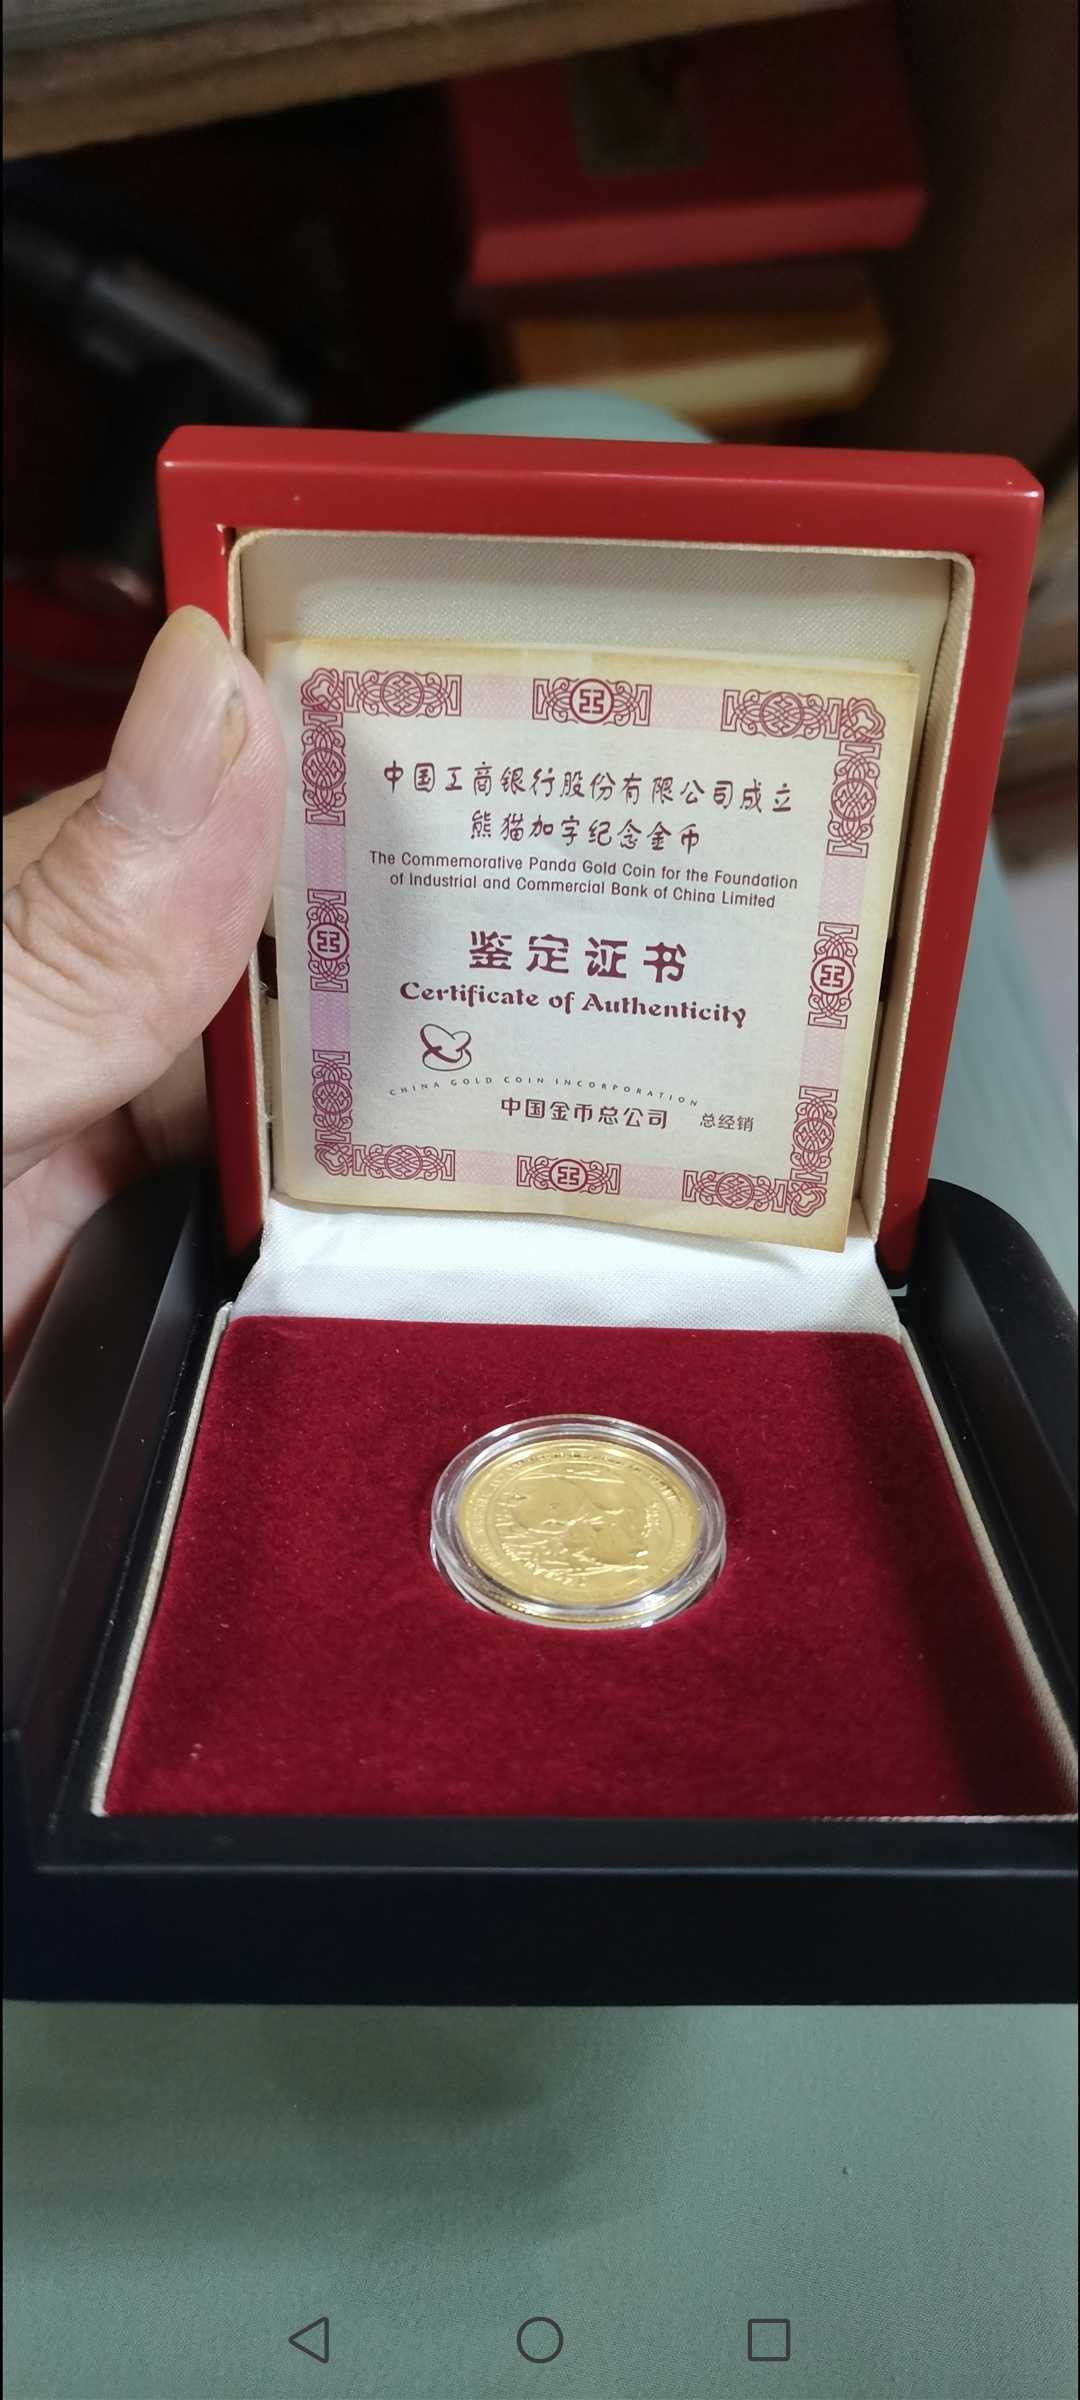 中国工商银行股份有限公司成立
熊猫加字纪念金币
The Commemorative Panda Gold Coin for the Foundation
of Industrial and Commercial Bank of China Limited
鉴定证书
Certificate of Authenticity
CHINA GOLD COIN INCORPORATION
中国金币总公司 总经销